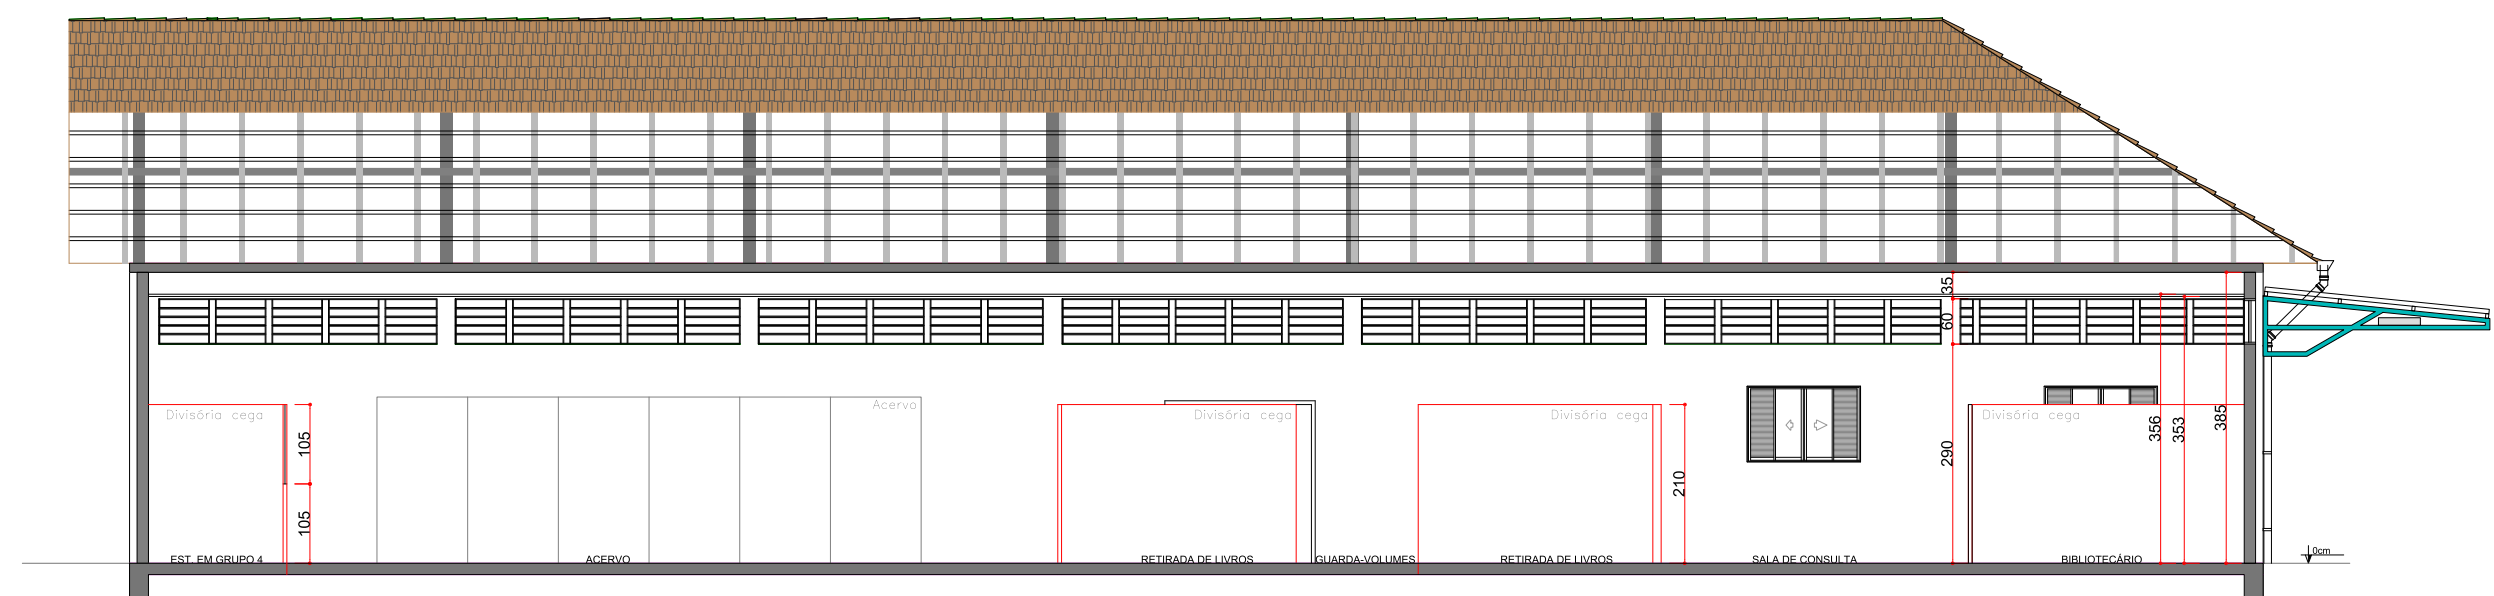 35
60
290
356
353
385
Acervo
Divisória cega
Divisória cega
Divisória cega
Divisória cega
105
105
210
EST. EM GRUPO 4
ACERVO
RETIRADA DE LIVROS
GUARDA-VOLUMES
RETIRADA DE LIVROS
SALA DE CONSULTA
BIBLIOTECÁRIO
0cm